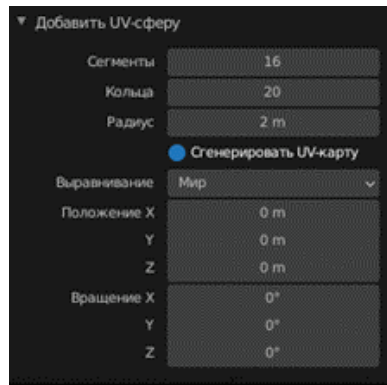 Добавить UV-сферу
Сегменты 16
Кольца 20
Радиус 2 m
Сгенерировать UV-карту
Выравнивание Мир
Положение X 0 m
Y 0 m
Z 0 m
Вращение X 0°
Y 0°
Z 0°